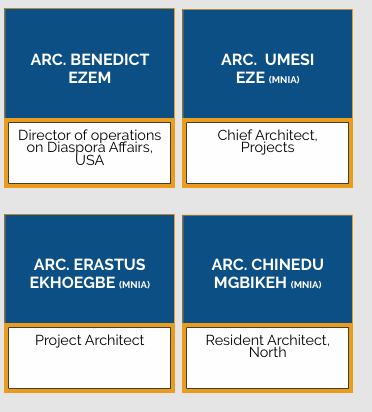 ARC. BENEDICT
EZEM
Director of operations
on Diaspora Affairs,
USA
ARC. UMESI
EZE (MNIA)
Chief Architect,
Projects
ARC. ERASTUS
EKHOEGBE (MNIA)
Project Architect
ARC. CHINEDU
MGBIKEH (MNIA)
Resident Architect,
North